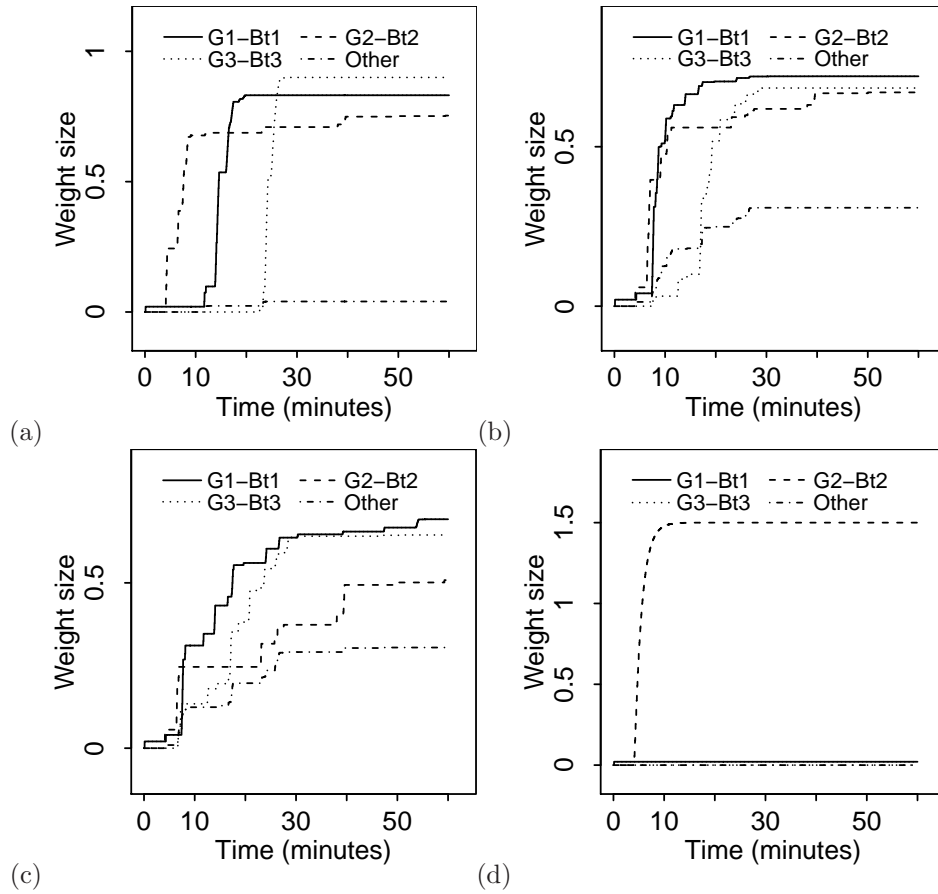 G1−Bt1 G2−Bt2
G3−Bt3 Other
Weight size
0 0.5 1
0 10 30 50
Time (minutes)
(a)
G1−Bt1 G2−Bt2
G3−Bt3 Other
Weight size
0 0.5
0 10 30 50
Time (minutes)
(b)
G1−Bt1 G2−Bt2
G3−Bt3 Other
Weight size
0 0.5
0 10 30 50
Time (minutes)
(c)
G1−Bt1 G2−Bt2
G3−Bt3 Other
Weight size
0 0.5 1 1.5
0 10 30 50
Time (minutes)
(d)